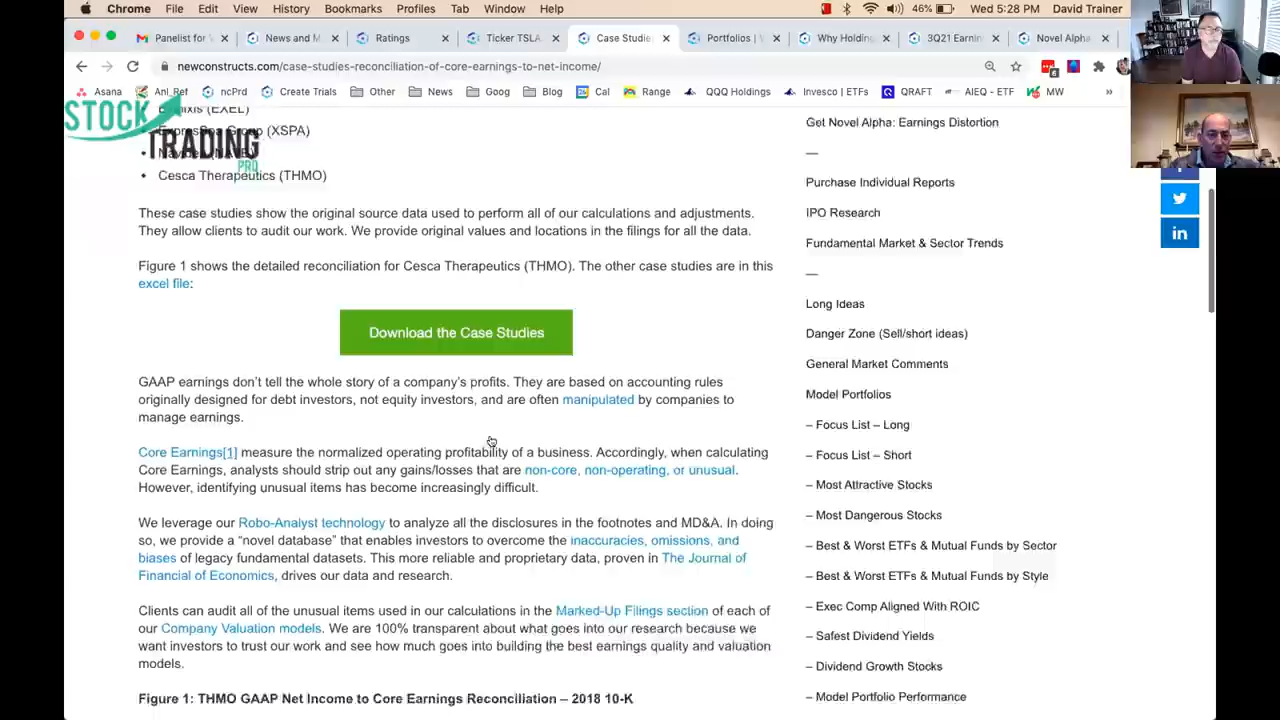 Chrome File Edit View History Bookmarks Profiles Tab Window Help 46% Wed 5:28 PM David Trainer
Panelist for News and M Ratings Ticker TSLA Case Studie Portfolios | Why Holding 3Q21 Earnin Novel Alpha
newconstructs.com/case-studies-reconciliation-of-core-earnings-to-net-income/
6
Asana Anl_Ref ncPrd Create Trials Other News Goog Blog Cal Range QQQ Holdings Invesco | ETFs QRAFT AIEQ - ETF MW »
STOCK
TRADING
PRO
(EXEL)
(XSPA)
Cesca Therapeutics (THMO)
These case studies show the original source data used to perform all of our calculations and adjustments.
They allow clients to audit our work. We provide original values and locations in the filings for all the data.
Figure 1 shows the detailed reconciliation for Cesca Therapeutics (THMO). The other case studies are in this
excel file:
Download the Case Studies
GAAP earnings don't tell the whole story of a company's profits. They are based on accounting rules
originally designed for debt investors, not equity investors, and are often manipulated by companies to
manage earnings.
Core Earnings[1] measure the normalized operating profitability of a business. Accordingly, when calculating
Core Earnings, analysts should strip out any gains/losses that are non-core, non-operating, or unusual.
However, identifying unusual items has become increasingly difficult.
We leverage our Robo-Analyst technology to analyze all the disclosures in the footnotes and MD&A. In doing
so, we provide a “novel database” that enables investors to overcome the inaccuracies, omissions, and
biases of legacy fundamental datasets. This more reliable and proprietary data, proven in The Journal of
Financial of Economics, drives our data and research.
Clients can audit all of the unusual items used in our calculations in the Marked-Up Filings section of each of
our Company Valuation models. We are 100% transparent about what goes into our research because we
want investors to trust our work and see how much goes into building the best earnings quality and valuation
models.
Figure 1: THMO GAAP Net Income to Core Earnings Reconciliation – 2018 10-K
Get Novel Alpha: Earnings Distortion
—
Purchase Individual Reports
IPO Research
Fundamental Market & Sector Trends
—
Long Ideas
Danger Zone (Sell/short ideas)
General Market Comments
Model Portfolios
– Focus List – Long
– Focus List – Short
– Most Attractive Stocks
– Most Dangerous Stocks
– Best & Worst ETFs & Mutual Funds by Sector
– Best & Worst ETFs & Mutual Funds by Style
– Exec Comp Aligned With ROIC
– Safest Dividend Yields
– Dividend Growth Stocks
– Model Portfolio Performance
in